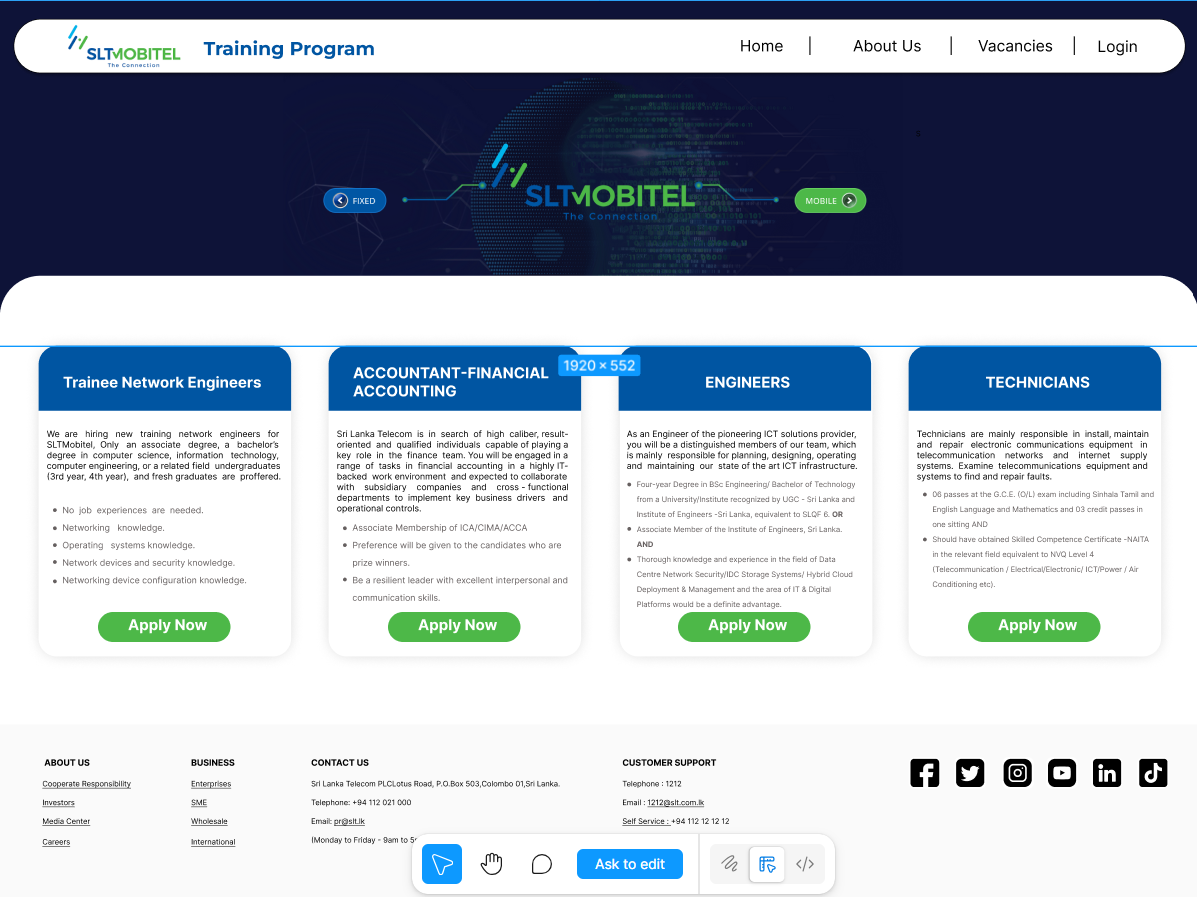 SLTMOBITEL
The Connection
Training Program
Home
About Us
Vacancies
Login
FIXED
SLTMOBITEL
The Connection
MOBILE
1920 × 552
Trainee Network Engineers
We are hiring new training network engineers for
SLTMobitel, Only an associate degree, a bachelor's
degree in computer science, information technology,
computer engineering, or a related field undergraduates
(3rd year, 4th year), and fresh graduates are proffered.
No job experiences are needed.
Networking knowledge.
Operating systems knowledge.
Network devices and security knowledge.
Networking device configuration knowledge.
Apply Now
ACCOUNTANT-FINANCIAL
ACCOUNTING
Sri Lanka Telecom is in search of high caliber, result-
oriented and qualified individuals capable of playing a
key role in the finance team. You will be engaged in a
range of tasks in financial accounting in a highly IT-
backed work environment and expected to collaborate
with subsidiary companies and cross - functional
departments to implement key business drivers and
operational controls.
Associate Membership of ICA/CIMA/ACCA
Preference will be given to the candidates who are
prize winners.
Be a resilient leader with excellent interpersonal and
communication skills.
Apply Now
ENGINEERS
As an Engineer of the pioneering ICT solutions provider,
you will be a distinguished members of our team, which
is mainly responsible for planning, designing, operating
and maintaining our state of the art ICT infrastructure.
Four-year Degree in BSc Engineering/ Bachelor of Technology
from a University/Institute recognized by UGC - Sri Lanka and
Institute of Engineers -Sri Lanka, equivalent to SLQF 6. OR
Associate Member of the Institute of Engineers, Sri Lanka.
AND
Thorough knowledge and experience in the field of Data
Centre Network Security/IDC Storage Systems/ Hybrid Cloud
Deployment & Management and the area of IT & Digital
Platforms would be a definite advantage.
Apply Now
TECHNICIANS
Technicians are mainly responsible in install, maintain
and repair electronic communications equipment in
telecommunication networks and internet supply
systems. Examine telecommunications equipment and
systems to find and repair faults.
06 passes at the G.C.E. (O/L) exam including Sinhala Tamil and
English Language and Mathematics and 03 credit passes in
one sitting AND
Should have obtained Skilled Competence Certificate -NAITA
in the relevant field equivalent to NVQ Level 4
(Telecommunication / Electrical/Electronic/ ICT/Power / Air
Conditioning etc).
Apply Now
ABOUT US
Cooperate Responsibility
Investors
Media Center
Careers
BUSINESS
Enterprises
SME
Wholesale
International
CONTACT US
Sri Lanka Telecom PLCLotus Road, P.O.Box 503,Colombo 01,Sri Lanka.
Telephone: +94 112 021 000
Email: pr@slt.lk
(Monday to Friday - 9am to
CUSTOMER SUPPORT
Telephone : 1212
Email : 1212@slt.com.lk
Self Service : +94 112 12 12 12
Ask to edit